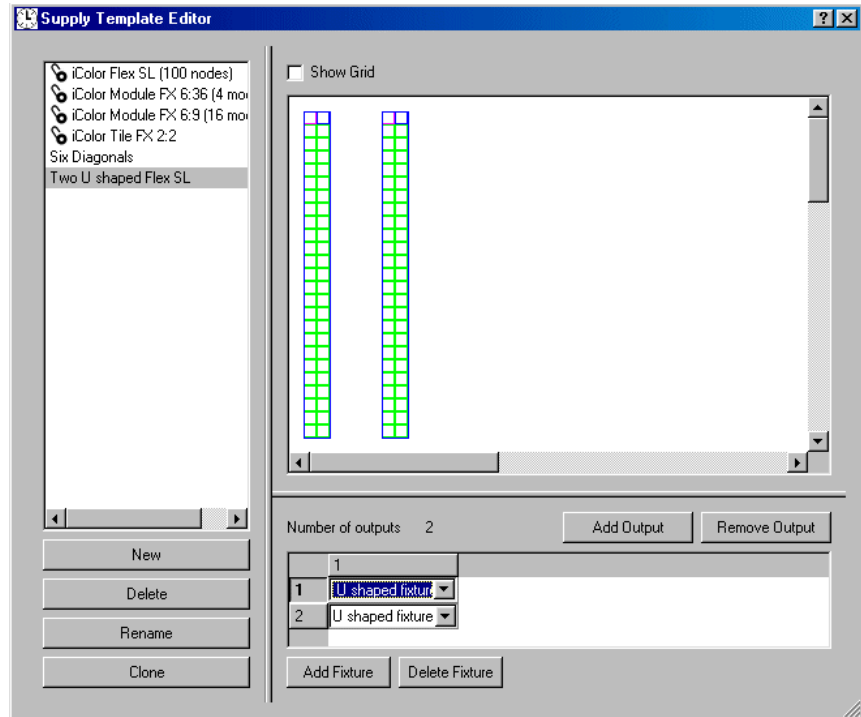 Supply Template Editor
iColor Flex SL (100 nodes)
iColor Module FX 6:36 (4 mo
iColor Module FX 6:9 (16 mo
iColor Tile FX 2:2
Six Diagonals
Two U shaped Flex SL
New
Delete
Rename
Clone
Show Grid
Number of outputs 2
Add Output
Remove Output
1
1 U shaped fixtur
2 U shaped fixture
Add Fixture
Delete Fixture